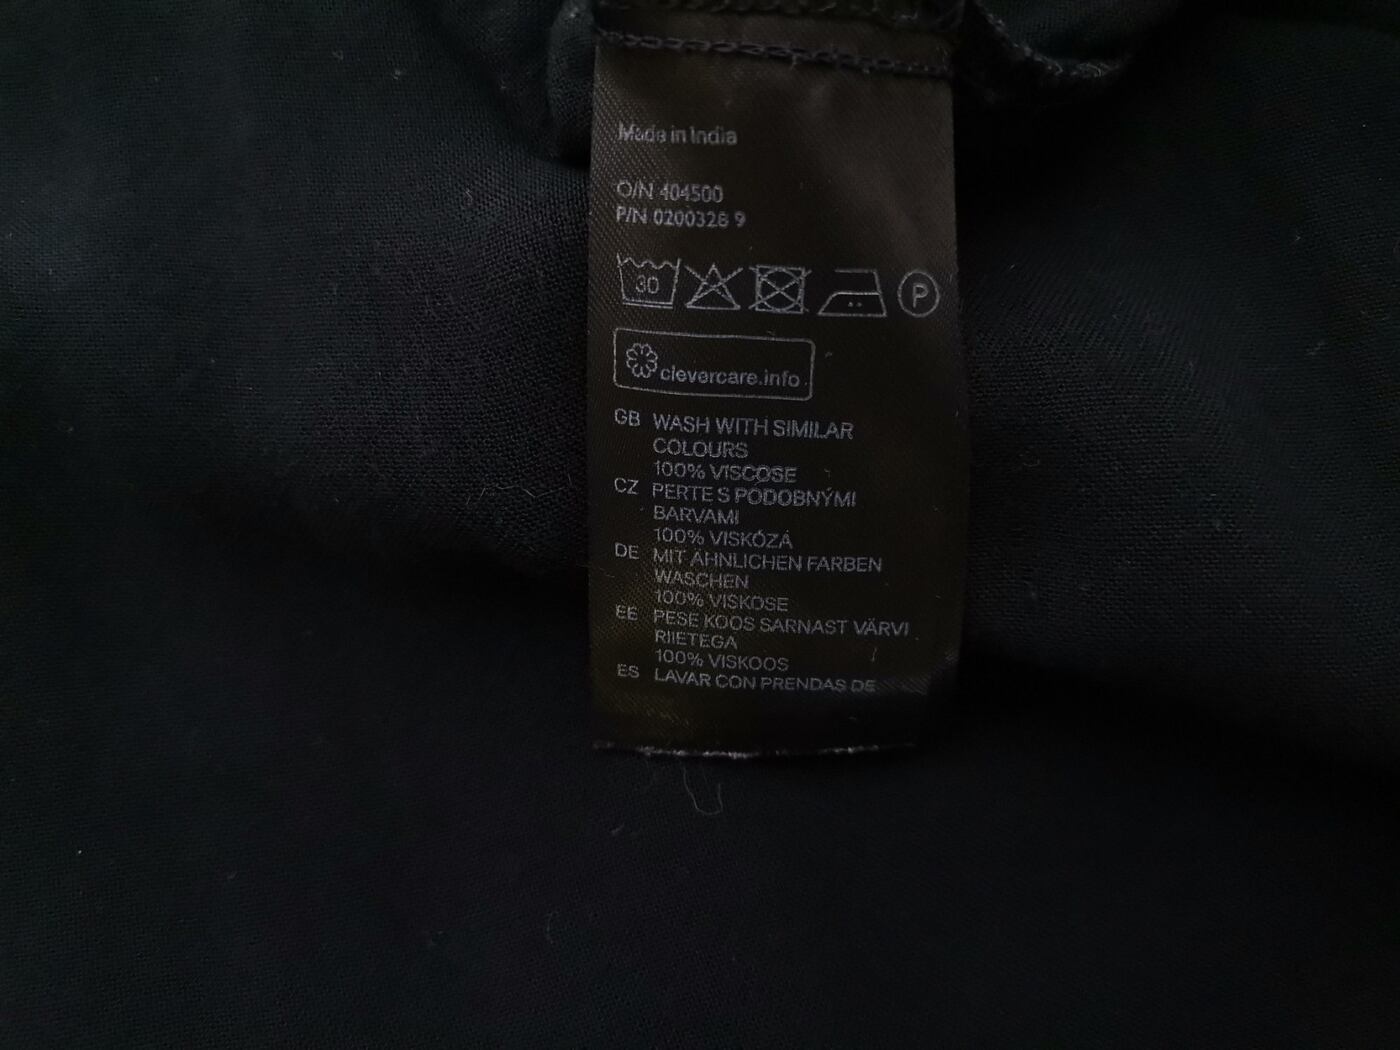 Made in India
O/N 404500
P/N 0200328 9
30
P
clevercare.info
GB WASH WITH SIMILAR
COLOURS
100% VISCOSE
CZ PERTE S PODOBNÝMI
BARVAMI
100% VISKÓZA
DE MIT ÄHNLICHEN FARBEN
WASCHEN
100% VISKOSE
EE PESE KOOS SARNAST VÄRVI
RIIETEGA
100% VISKOOS
ES LAVAR CON PRENDAS DE